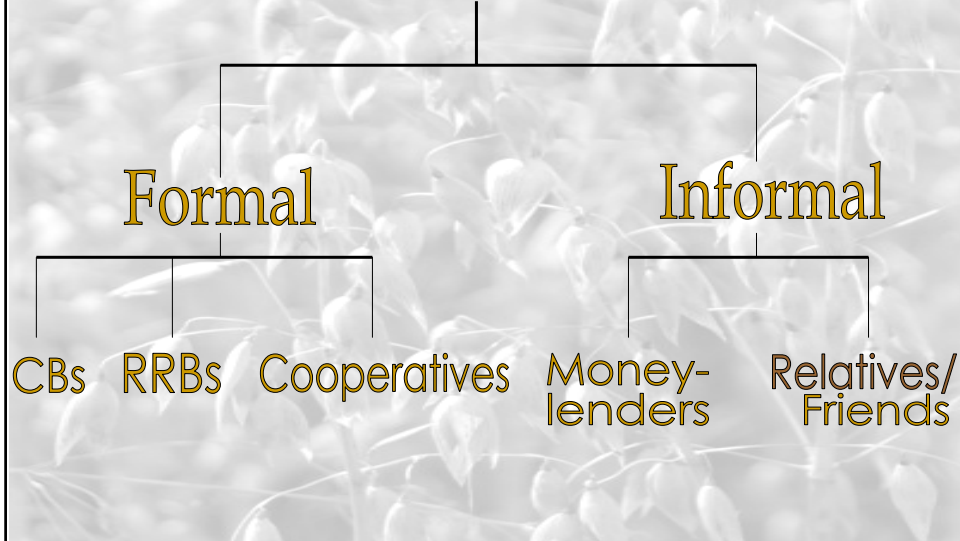 Formal
Informal
CBs
RRBs
Cooperatives
Money-
lenders
Relatives/
Friends